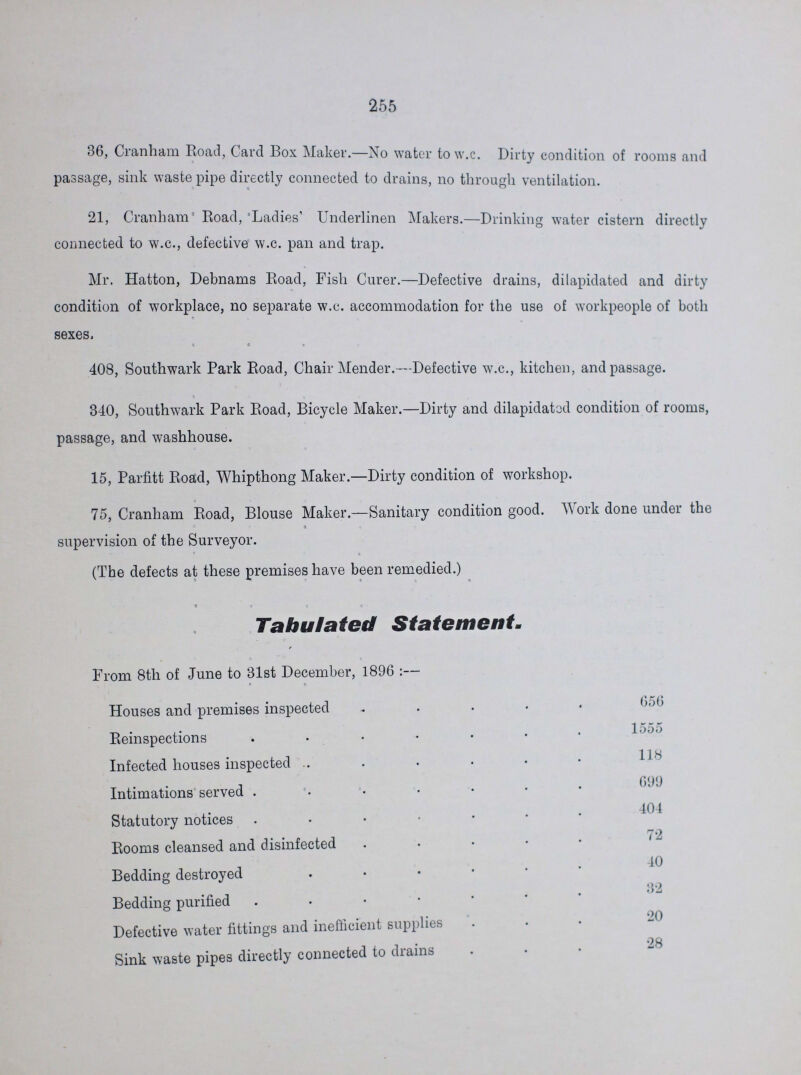 255
36, Cranham Road, Card Box Maker.—No water to w.c. Dirty condition of rooms and
passage, sink waste pipe directly connected to drains, no through ventilation.
21, Cranham Road, Ladies' Underlinen Makers.—Drinking water cistern directly
connected to w.c., defective w.c. pan and trap.
Mr. Hatton, Debnams Road, Fish Curer.—Defective drains, dilapidated and dirty
condition of workplace, no separate w.c. accommodation for the use of workpeople of both
sexes.
408, Southwark Park Road, Chair Mender.—Defective w.c., kitchen, and passage.
340, Southwark Park Road, Bicycle Maker.—Dirty and dilapidated condition of rooms,
passage, and washhouse.
15, Parfitt Road, Whipthong Maker.—Dirty condition of workshop.
75, Cranham Road, Blouse Maker.—Sanitary condition good. Work done under the
supervision of the Surveyor.
(The defects at these premises have been remedied.)
Tabulated Statement.
From 8th of June to 31st December, 1896 :—
Houses and premises inspected . . . . . 656
Reinspections . . . . . . . 1555
Infected houses inspected . . . . . . 118
Intimations served . . . . . . . 699
Statutory notices . . . . . . . 404
Rooms cleansed and disinfected . . . . . 72
Bedding destroyed . . . . . . 40
Bedding purified . . . . . . . 32
Defective water fittings and inefficient supplies . . . 20
Sink waste pipes directly connected to drains . . . 28